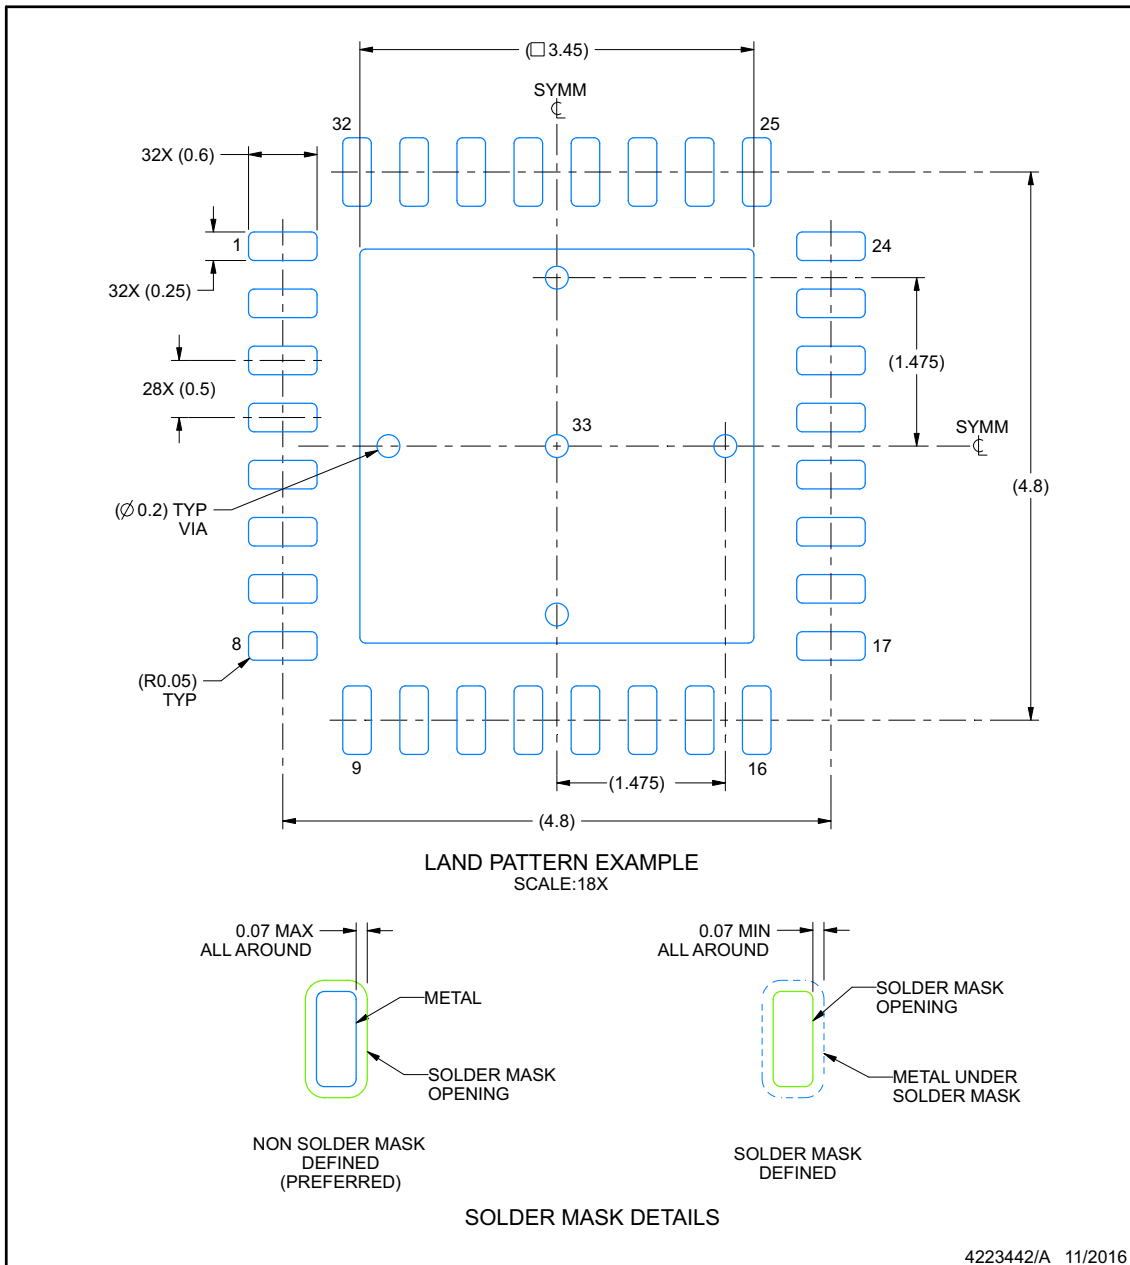 (□ 3.45)
SYMM
℄
32
25
32X (0.6)
1
24
32X (0.25)
(1.475)
28X (0.5)
33
SYMM
℄
(4.8)
(Ø 0.2) TYP
VIA
8
17
(R0.05)
TYP
9
16
(1.475)
(4.8)
LAND PATTERN EXAMPLE
SCALE:18X
0.07 MAX
ALL AROUND
METAL
SOLDER MASK
OPENING
NON SOLDER MASK
DEFINED
(PREFERRED)
0.07 MIN
ALL AROUND
SOLDER MASK
OPENING
METAL UNDER
SOLDER MASK
SOLDER MASK
DEFINED
SOLDER MASK DETAILS
4223442/A 11/2016